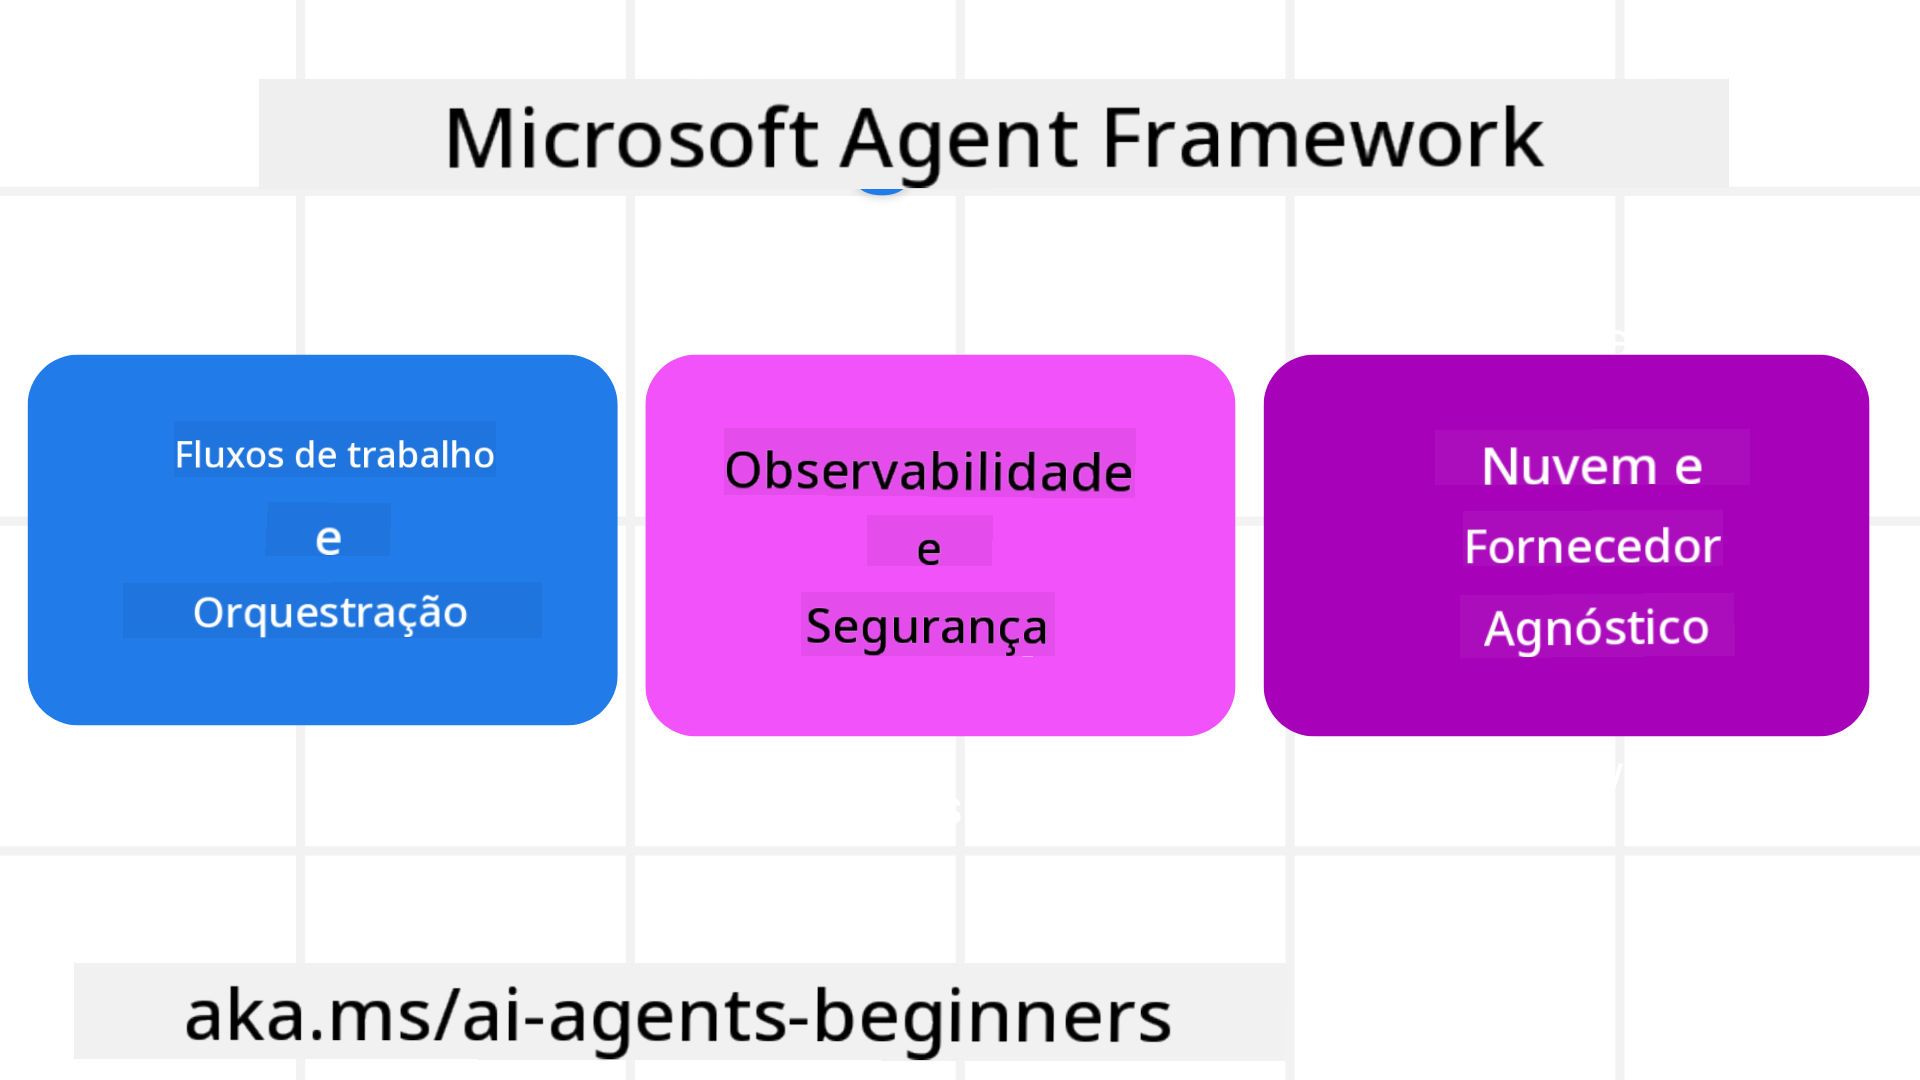 Microsoft Agent Framework
Fluxos de trabalho
e
Orquestração
Observabilidade
e
Segurança
Nuvem e
Fornecedor
Agnóstico
aka.ms/ai-agents-beginners